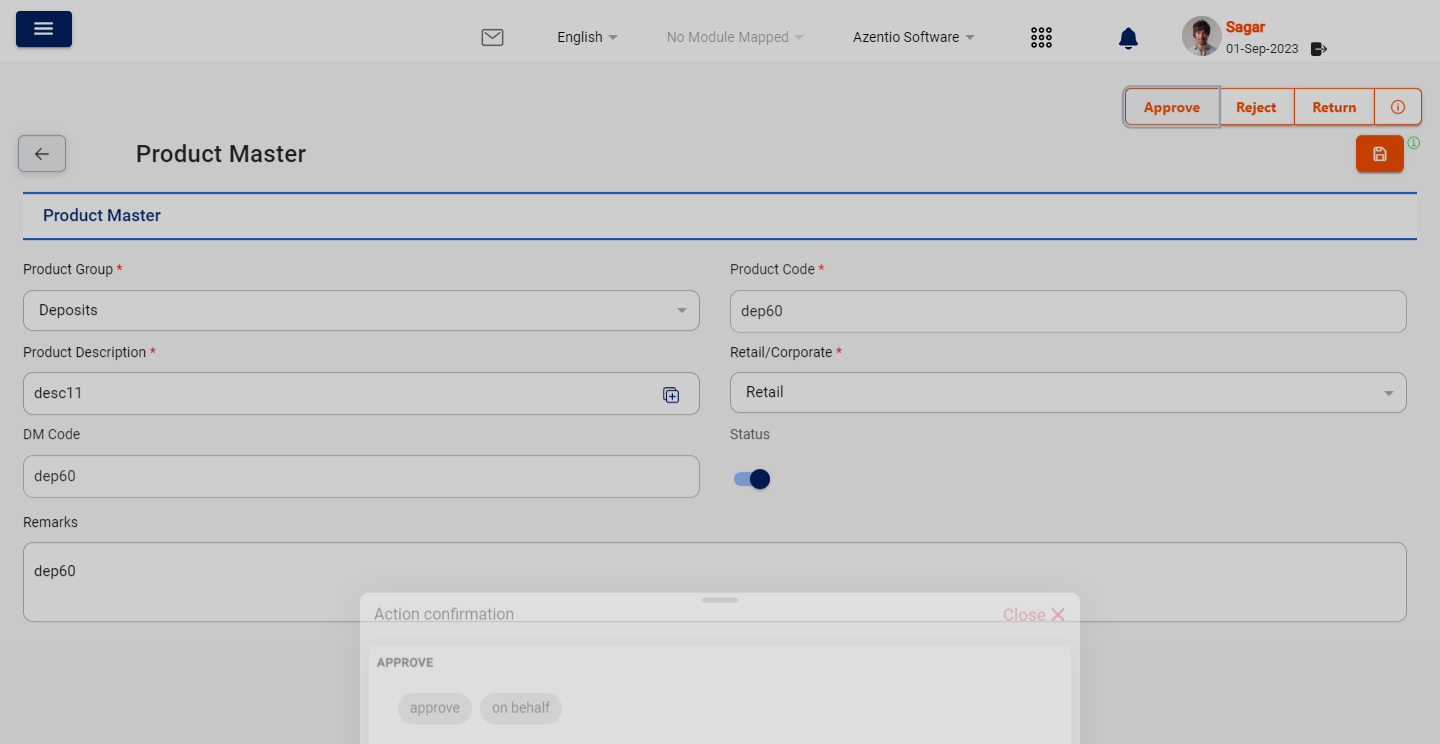 English
No Module Mapped
Azentio Software
Sagar
01-Sep-2023
Approve
Reject
Return
Product Master
Product Master
Product Group *
Product Code *
Deposits
dep60
Product Description *
Retail/Corporate *
desc11
Retail
DM Code
Status
dep60
Remarks
dep60
Action confirmation
Close
APPROVE
approve
on behalf